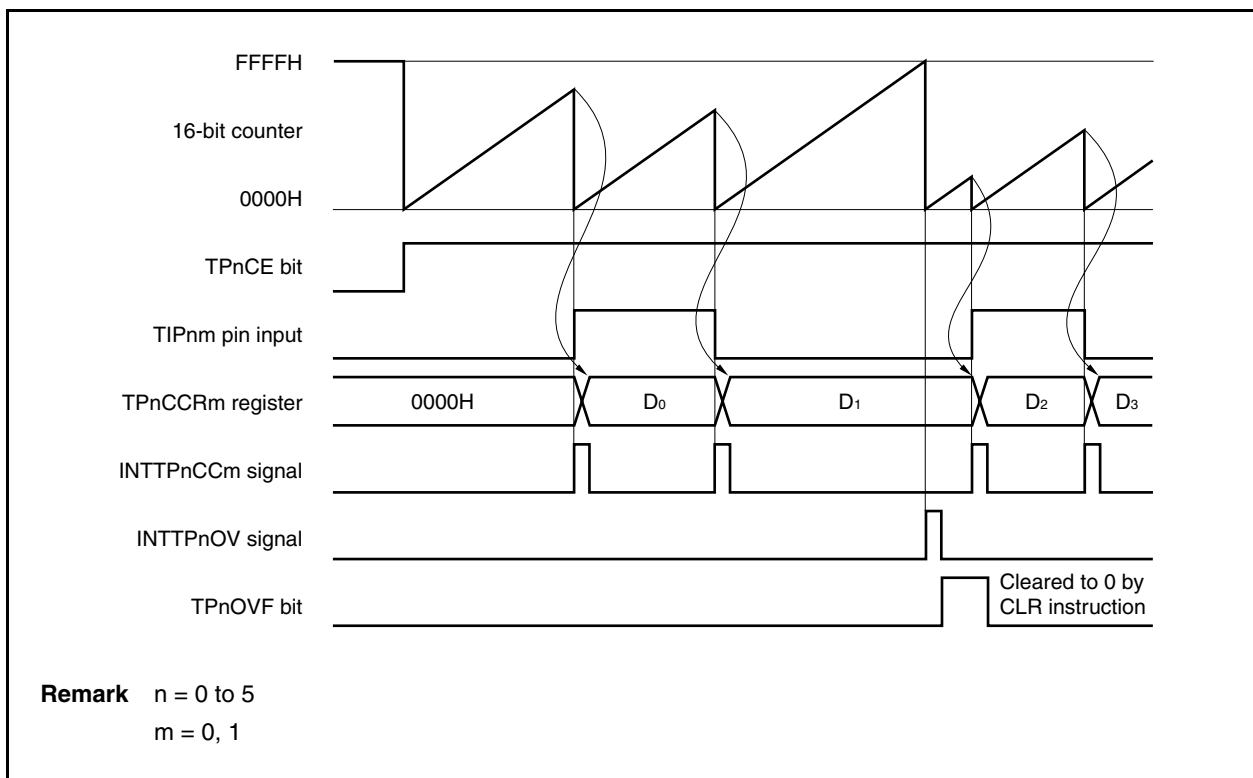 FFFFH
16-bit counter
0000H
TPnCE bit
TIPnm pin input
TPnCCRm register
0000H D0 D1 D2 D3
INTTPnCCm signal
INTTPnOV signal
TPnOVF bit
Cleared to 0 by
CLR instruction
Remark n = 0 to 5
m = 0, 1